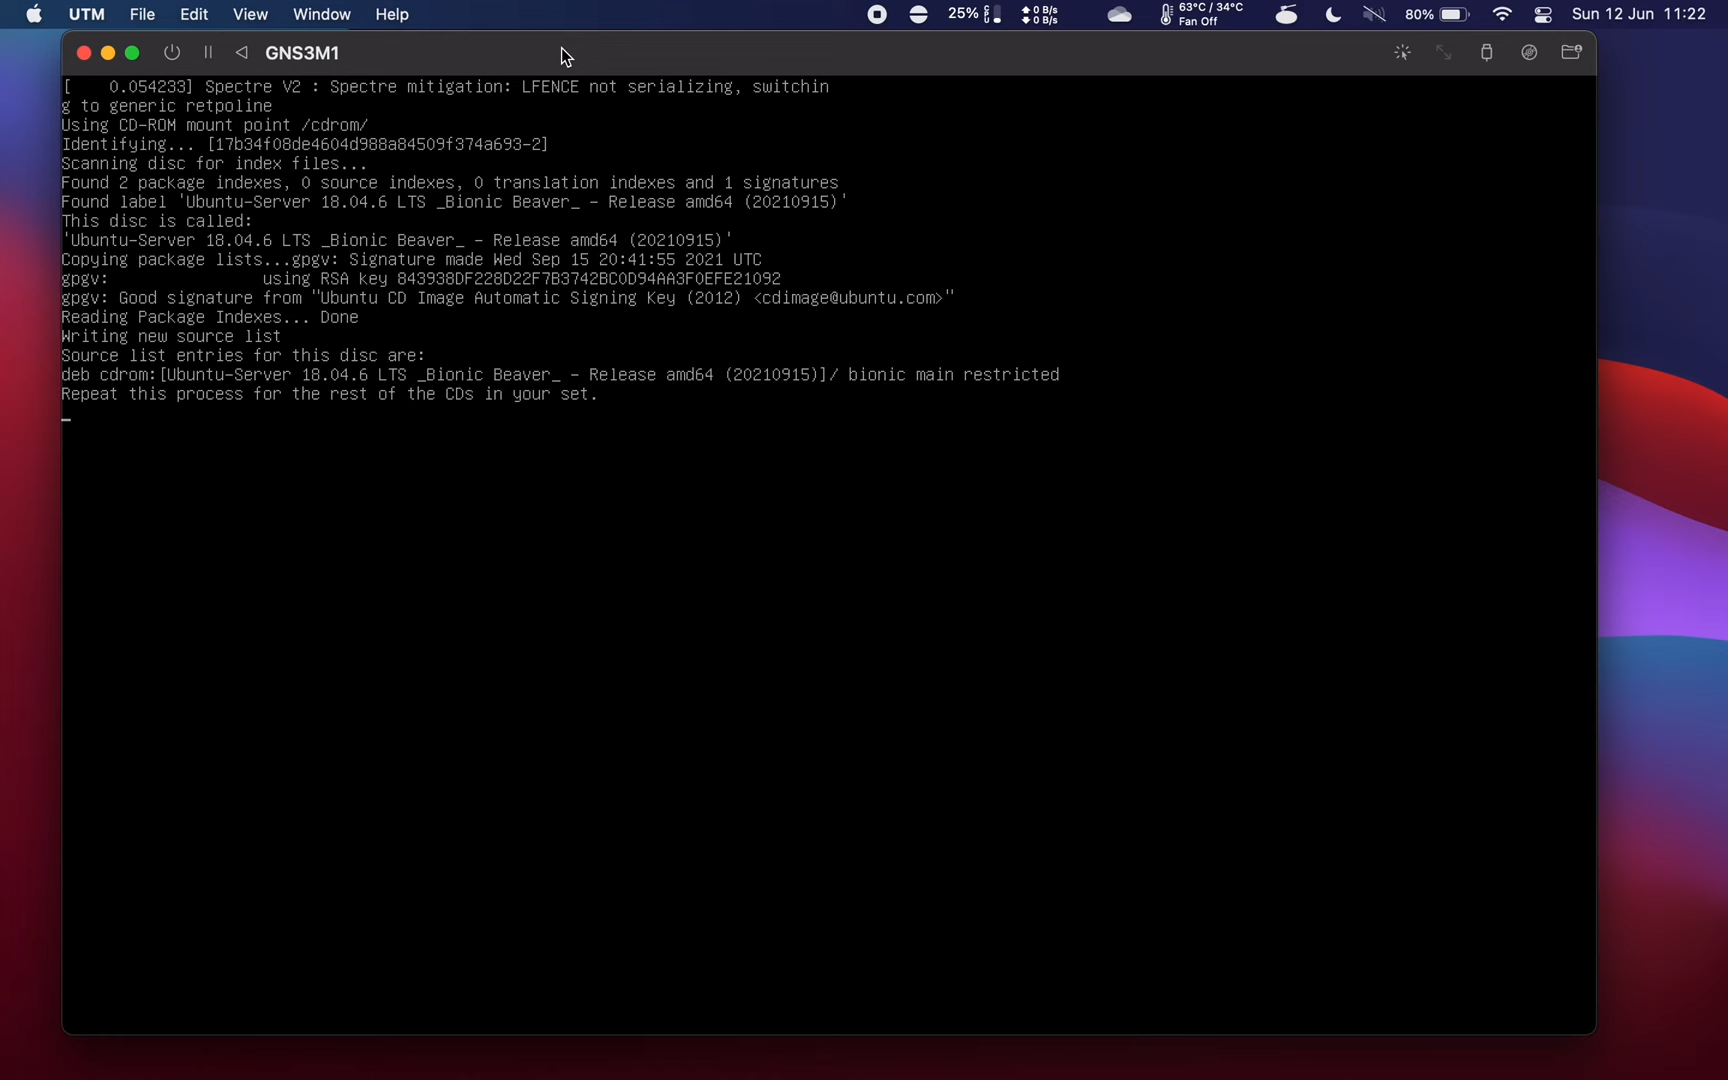 UTM File Edit View Window Help 25% 0 B/s 0 B/s 63°C / 34°C Fan Off 80% Sun 12 Jun 11:22
GNS3M1
[    0.054233] Spectre V2 : Spectre mitigation: LFENCE not serializing, switchin
g to generic retpoline
Using CD-ROM mount point /cdrom/
Identifying... [17b34f08de4604d988a84509f374a693-2]
Scanning disc for index files...
Found 2 package indexes, 0 source indexes, 0 translation indexes and 1 signatures
Found label 'Ubuntu-Server 18.04.6 LTS _Bionic Beaver_ - Release amd64 (20210915)'
This disc is called:
'Ubuntu-Server 18.04.6 LTS _Bionic Beaver_ - Release amd64 (20210915)'
Copying package lists...gpgv: Signature made Wed Sep 15 20:41:55 2021 UTC
gpgv:                using RSA key 843938DF228D22F7B3742BC0D94AA3F0EFE21092
gpgv: Good signature from "Ubuntu CD Image Automatic Signing Key (2012) <cdimage@ubuntu.com>"
Reading Package Indexes... Done
Writing new source list
Source list entries for this disc are:
deb cdrom:[Ubuntu-Server 18.04.6 LTS _Bionic Beaver_ - Release amd64 (20210915)]/ bionic main restricted
Repeat this process for the rest of the CDs in your set.